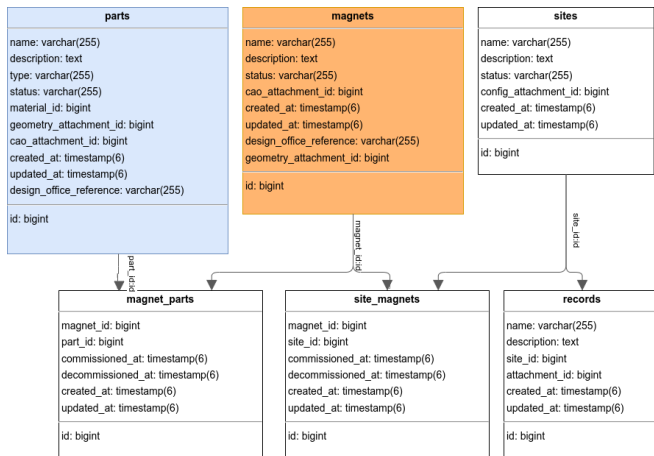 parts
name: varchar(255)
description: text
type: varchar(255)
status: varchar(255)
material_id: bigint
geometry_attachment_id: bigint
cao_attachment_id: bigint
created_at: timestamp(6)
updated_at: timestamp(6)
design_office_reference: varchar(255)
id: bigint
magnets
name: varchar(255)
description: text
status: varchar(255)
cao_attachment_id: bigint
created_at: timestamp(6)
updated_at: timestamp(6)
design_office_reference: varchar(255)
geometry_attachment_id: bigint
id: bigint
sites
name: varchar(255)
description: text
status: varchar(255)
config_attachment_id: bigint
created_at: timestamp(6)
updated_at: timestamp(6)
id: bigint
part_id:id
magnet_id:id
site_id:id
magnet_parts
magnet_id: bigint
part_id: bigint
commissioned_at: timestamp(6)
decommissioned_at: timestamp(6)
created_at: timestamp(6)
updated_at: timestamp(6)
id: bigint
site_magnets
magnet_id: bigint
site_id: bigint
commissioned_at: timestamp(6)
decommissioned_at: timestamp(6)
created_at: timestamp(6)
updated_at: timestamp(6)
id: bigint
records
name: varchar(255)
description: text
site_id: bigint
attachment_id: bigint
created_at: timestamp(6)
updated_at: timestamp(6)
id: bigint